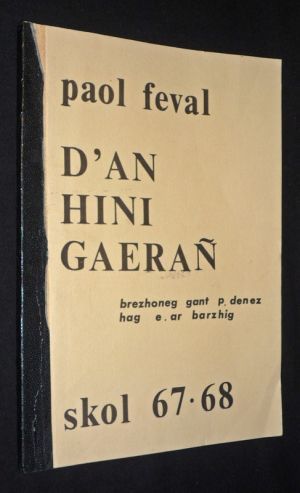 paol feval
D'AN
HINI
GAERAÑ
brezhoneg gant p. denez
hag e. ar barzhig
skol 67·68